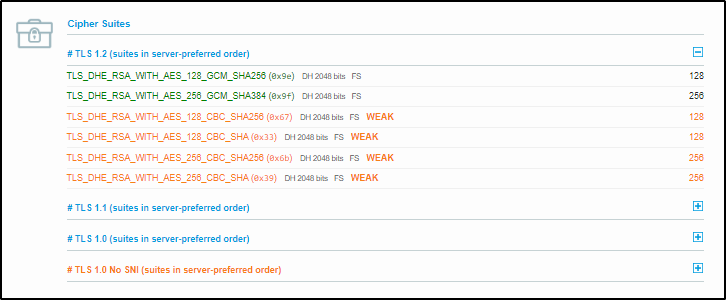 Cipher Suites
# TLS 1.2 (suites in server-preferred order)
TLS_DHE_RSA_WITH_AES_128_GCM_SHA256 (0x9e) DH 2048 bits FS 128
TLS_DHE_RSA_WITH_AES_256_GCM_SHA384 (0x9f) DH 2048 bits FS 256
TLS_DHE_RSA_WITH_AES_128_CBC_SHA256 (0x67) DH 2048 bits FS WEAK 128
TLS_DHE_RSA_WITH_AES_128_CBC_SHA (0x33) DH 2048 bits FS WEAK 128
TLS_DHE_RSA_WITH_AES_256_CBC_SHA256 (0x6b) DH 2048 bits FS WEAK 256
TLS_DHE_RSA_WITH_AES_256_CBC_SHA (0x39) DH 2048 bits FS WEAK 256
# TLS 1.1 (suites in server-preferred order)
# TLS 1.0 (suites in server-preferred order)
# TLS 1.0 No SNI (suites in server-preferred order)